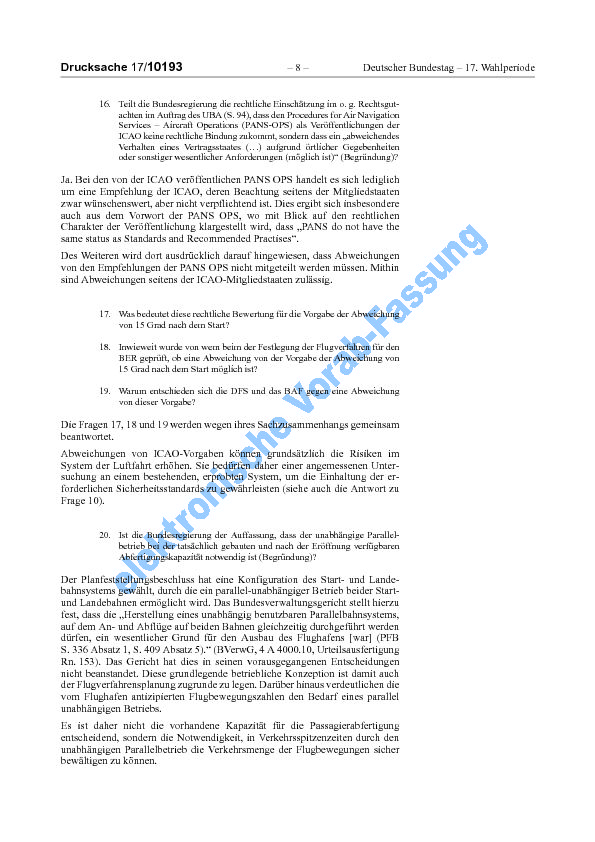 Drucksache 17/10193 – 8 – Deutscher Bundestag – 17. Wahlperiode
16. Teilt die Bundesregierung die rechtliche Einschätzung im o. g. Rechtsgut-
achten im Auftrag des UBA (S. 94), dass den Procedures for Air Navigation
Services – Aircraft Operations (PANS-OPS) als Veröffentlichungen der
ICAO keine rechtliche Bindung zukommt, sondern dass ein „abweichendes
Verhalten eines Vertragsstaates (…) aufgrund örtlicher Gegebenheiten
oder sonstiger wesentlicher Anforderungen (möglich ist)“ (Begründung)?
Ja. Bei den von der ICAO veröffentlichten PANS OPS handelt es sich lediglich
um eine Empfehlung der ICAO, deren Beachtung seitens der Mitgliedstaaten
zwar wünschenswert, aber nicht verpflichtend ist. Dies ergibt sich insbesondere
auch aus dem Vorwort der PANS OPS, wo mit Blick auf den rechtlichen
Charakter der Veröffentlichung klargestellt wird, dass „PANS do not have the
same status as Standards and Recommended Practises“.
Des Weiteren wird dort ausdrücklich darauf hingewiesen, dass Abweichungen
von den Empfehlungen der PANS OPS nicht mitgeteilt werden müssen. Mithin
sind Abweichungen seitens der ICAO-Mitgliedstaaten zulässig.
17. Was bedeutet diese rechtliche Bewertung für die Vorgabe der Abweichung
von 15 Grad nach dem Start?
18. Inwieweit wurde von wem beim der Festlegung der Flugverfahren für den
BER geprüft, ob eine Abweichung von der Vorgabe der Abweichung von
15 Grad nach dem Start möglich ist?
19. Warum entschieden sich die DFS und das BAF gegen eine Abweichung
von dieser Vorgabe?
Die Fragen 17, 18 und 19 werden wegen ihres Sachzusammenhangs gemeinsam
beantwortet.
Abweichungen von ICAO-Vorgaben können grundsätzlich die Risiken im
System der Luftfahrt erhöhen. Sie bedürfen daher einer angemessenen Unter-
suchung an einem bestehenden, erprobten System, um die Einhaltung der er-
forderlichen Sicherheitsstandards zu gewährleisten (siehe auch die Antwort zu
Frage 10).
20. Ist die Bundesregierung der Auffassung, dass der unabhängige Parallel-
betrieb bei der tatsächlich gebauten und nach der Eröffnung verfügbaren
Abfertigungskapazität notwendig ist (Begründung)?
Der Planfeststellungsbeschluss hat eine Konfiguration des Start- und Lande-
bahnsystems gewählt, durch die ein parallel-unabhängiger Betrieb beider Start-
und Landebahnen ermöglicht wird. Das Bundesverwaltungsgericht stellt hierzu
fest, dass die „Herstellung eines unabhängig benutzbaren Parallelbahnsystems,
auf dem An- und Abflüge auf beiden Bahnen gleichzeitig durchgeführt werden
dürfen, ein wesentlicher Grund für den Ausbau des Flughafens [war] (PFB
S. 336 Absatz 1, S. 409 Absatz 5).“ (BVerwG, 4 A 4000.10, Urteilsausfertigung
Rn. 153). Das Gericht hat dies in seinen vorausgegangenen Entscheidungen
nicht beanstandet. Diese grundlegende betriebliche Konzeption ist damit auch
der Flugverfahrensplanung zugrunde zu legen. Darüber hinaus verdeutlichen die
vom Flughafen antizipierten Flugbewegungszahlen den Bedarf eines parallel
unabhängigen Betriebs.
Es ist daher nicht die vorhandene Kapazität für die Passagierabfertigung
entscheidend, sondern die Notwendigkeit, in Verkehrsspitzenzeiten durch den
unabhängigen Parallelbetrieb die Verkehrsmenge der Flugbewegungen sicher
bewältigen zu können.
elektronische Vorab-Fassung